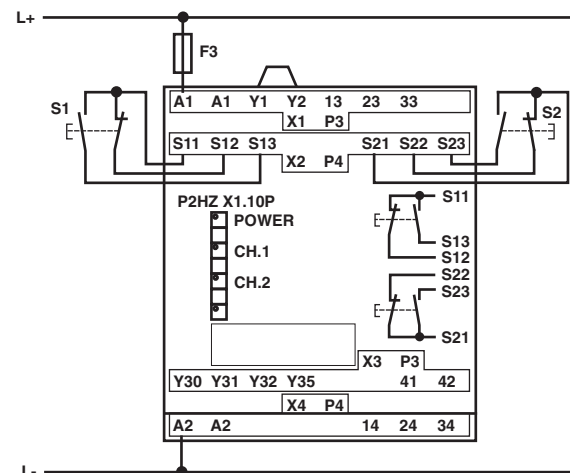 L+
F3
A1 A1 Y1 Y2 13 23 33
S1
S2
X1 P3
S11 S12 S13 S21 S22 S23
X2 P4
P2HZ X1.10P
POWER
CH.1
CH.2
S11
S13
S12
S22
S23
S21
X3 P3
Y30 Y31 Y32 Y35 41 42
X4 P4
A2 A2 14 24 34
L-